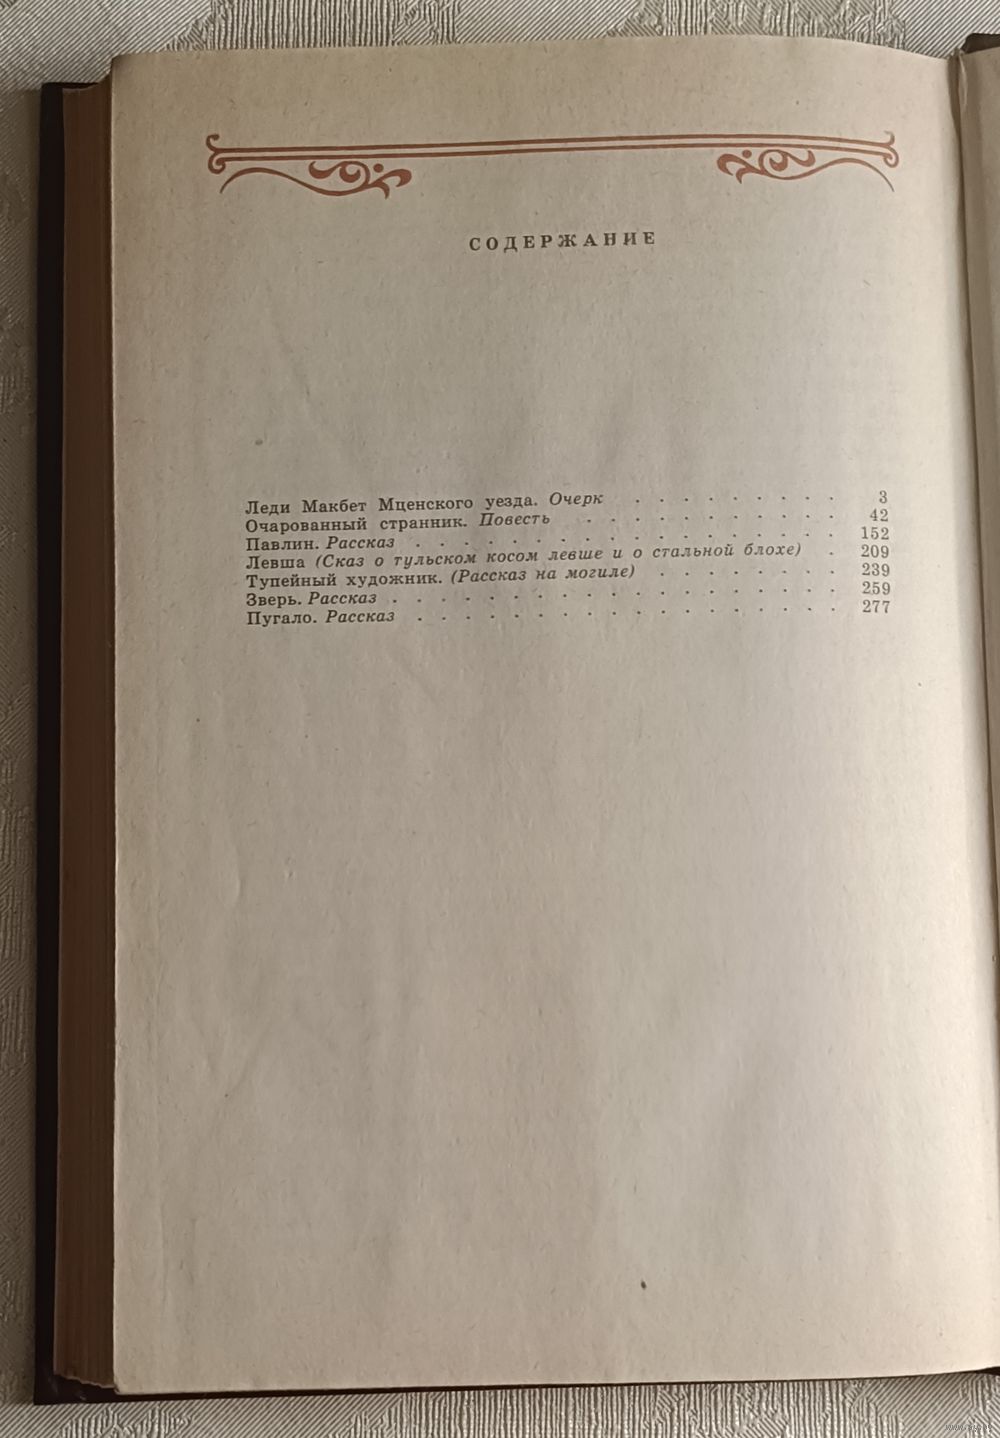 СОДЕРЖАНИЕ
Леди Макбет Мценского уезда. Очерк . . . . . . . . . 3
Очарованный странник. Повесть . . . . . . . . . . . 42
Павлин. Рассказ . . . . . . . . . . . . . . . . . . 152
Левша (Сказ о тульском косом левше и о стальной блохе) . 209
Тупейный художник. (Рассказ на могиле) . . . . . . . . 239
Зверь. Рассказ . . . . . . . . . . . . . . . . . . . 259
Пугало. Рассказ . . . . . . . . . . . . . . . . . . 277